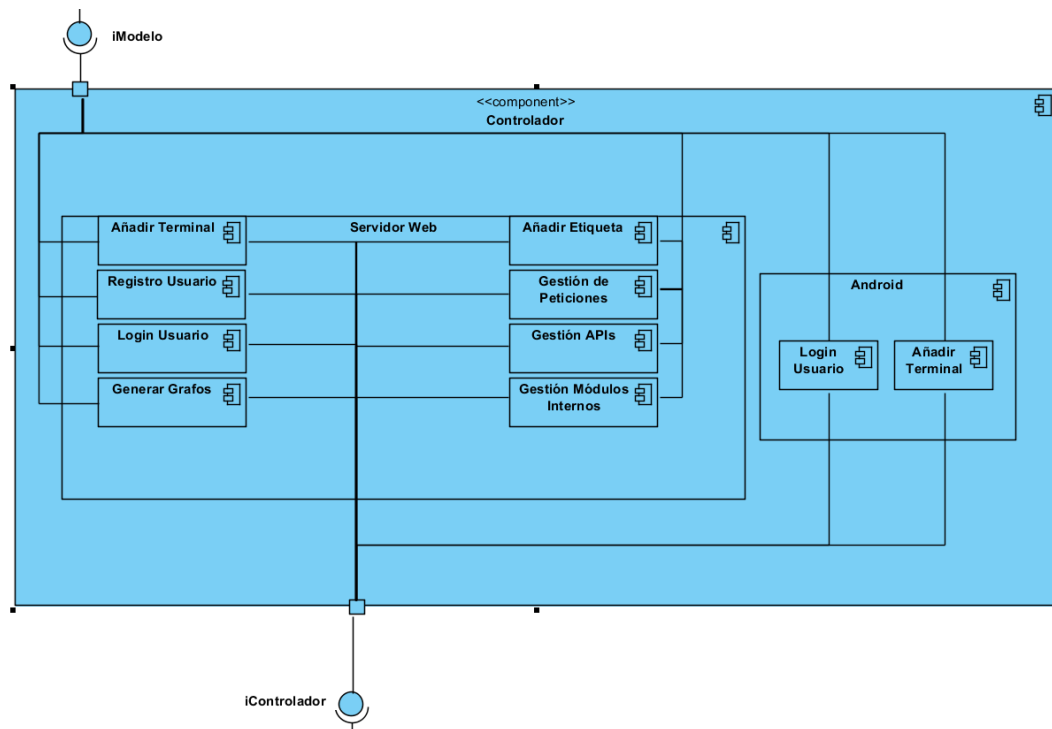 iModelo
<<component>>
Controlador
Añadir Terminal
Servidor Web
Añadir Etiqueta
Registro Usuario
Gestión de
Peticiones
Login Usuario
Gestión APIs
Generar Grafos
Gestión Módulos
Internos
Android
Login
Usuario
Añadir
Terminal
iControlador